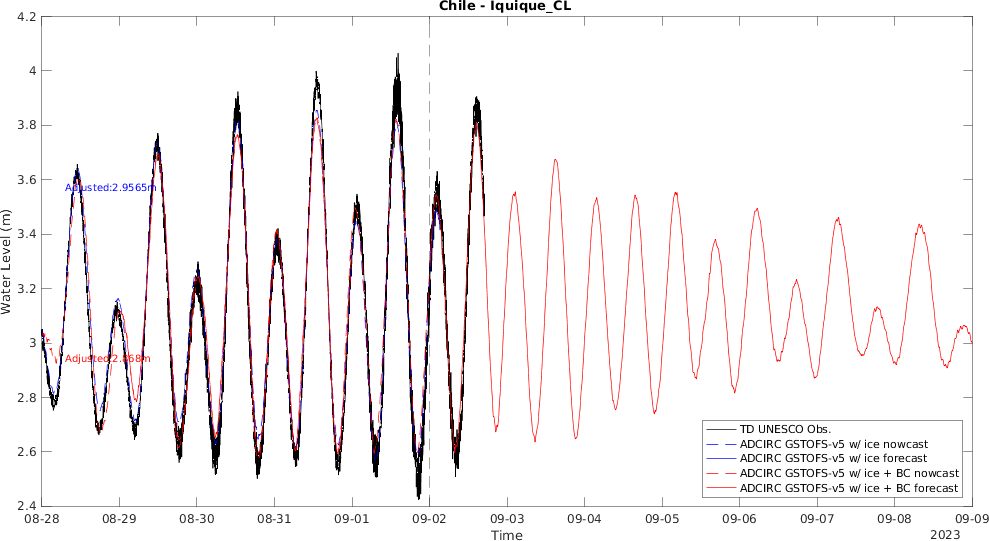 Chile - Iquique_CL
4.2
4
3.8
3.6
3.4
3.2
3
2.8
2.6
2.4
Water Level (m)
Adjusted:2.9565m
Adjusted:2.868m
TD UNESCO Obs.
ADCIRC GSTOFS-v5 w/ ice nowcast
ADCIRC GSTOFS-v5 w/ ice forecast
ADCIRC GSTOFS-v5 w/ ice + BC nowcast
ADCIRC GSTOFS-v5 w/ ice + BC forecast
08-28 08-29 08-30 08-31 09-01 09-02 09-03 09-04 09-05 09-06 09-07 09-08 09-09
Time
2023